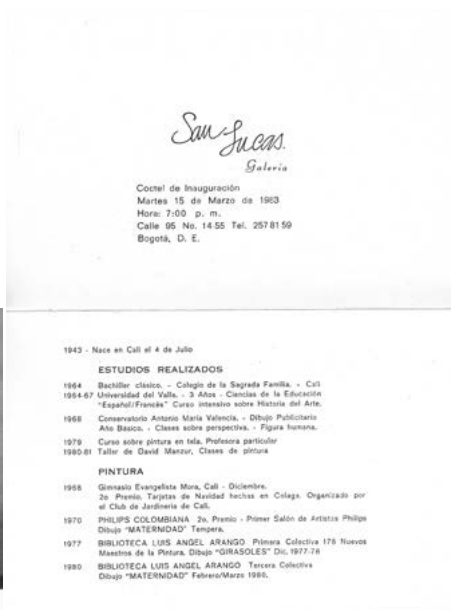 San Lucas.
Galería
Coctel de Inauguración
Martes 15 de Marzo de 1983
Hora: 7:00 p. m.
Calle 95 No. 14-55 Tel. 257 81 59
Bogotá, D. E.
1943 - Nace en Cali el 4 de Julio
ESTUDIOS REALIZADOS
1964 Bachiller clásico. - Colegio de la Sagrada Familia. - Cali
1964-67 Universidad del Valle. - 3 Años - Ciencias de la Educación
"Español/Francés" Curso intensivo sobre Historia del Arte.
1968 Conservatorio Antonio María Valencia. - Dibujo Publicitario
Año Básico. - Clases sobre perspectiva. - Figura humana.
1979 Curso sobre pintura en tela. Profesora particular
1980-81 Taller de David Manzur, Clases de pintura
PINTURA
1968 Gimnasio Evangelista Mora, Cali - Diciembre.
2o Premio. Tarjetas de Navidad hechas en Colage. Organizado por
el Club de Jardinería de Cali.
1970 PHILIPS COLOMBIANA 2o. Premio - Primer Salón de Artistas Philips
Dibujo "MATERNIDAD" Tempera.
1977 BIBLIOTECA LUIS ANGEL ARANGO Primera Colectiva 176 Nuevos
Maestros de la Pintura. Dibujo "GIRASOLES" Dic. 1977-78
1980 BIBLIOTECA LUIS ANGEL ARANGO Tercera Colectiva
Dibujo "MATERNIDAD" Febrero/Marzo 1980.